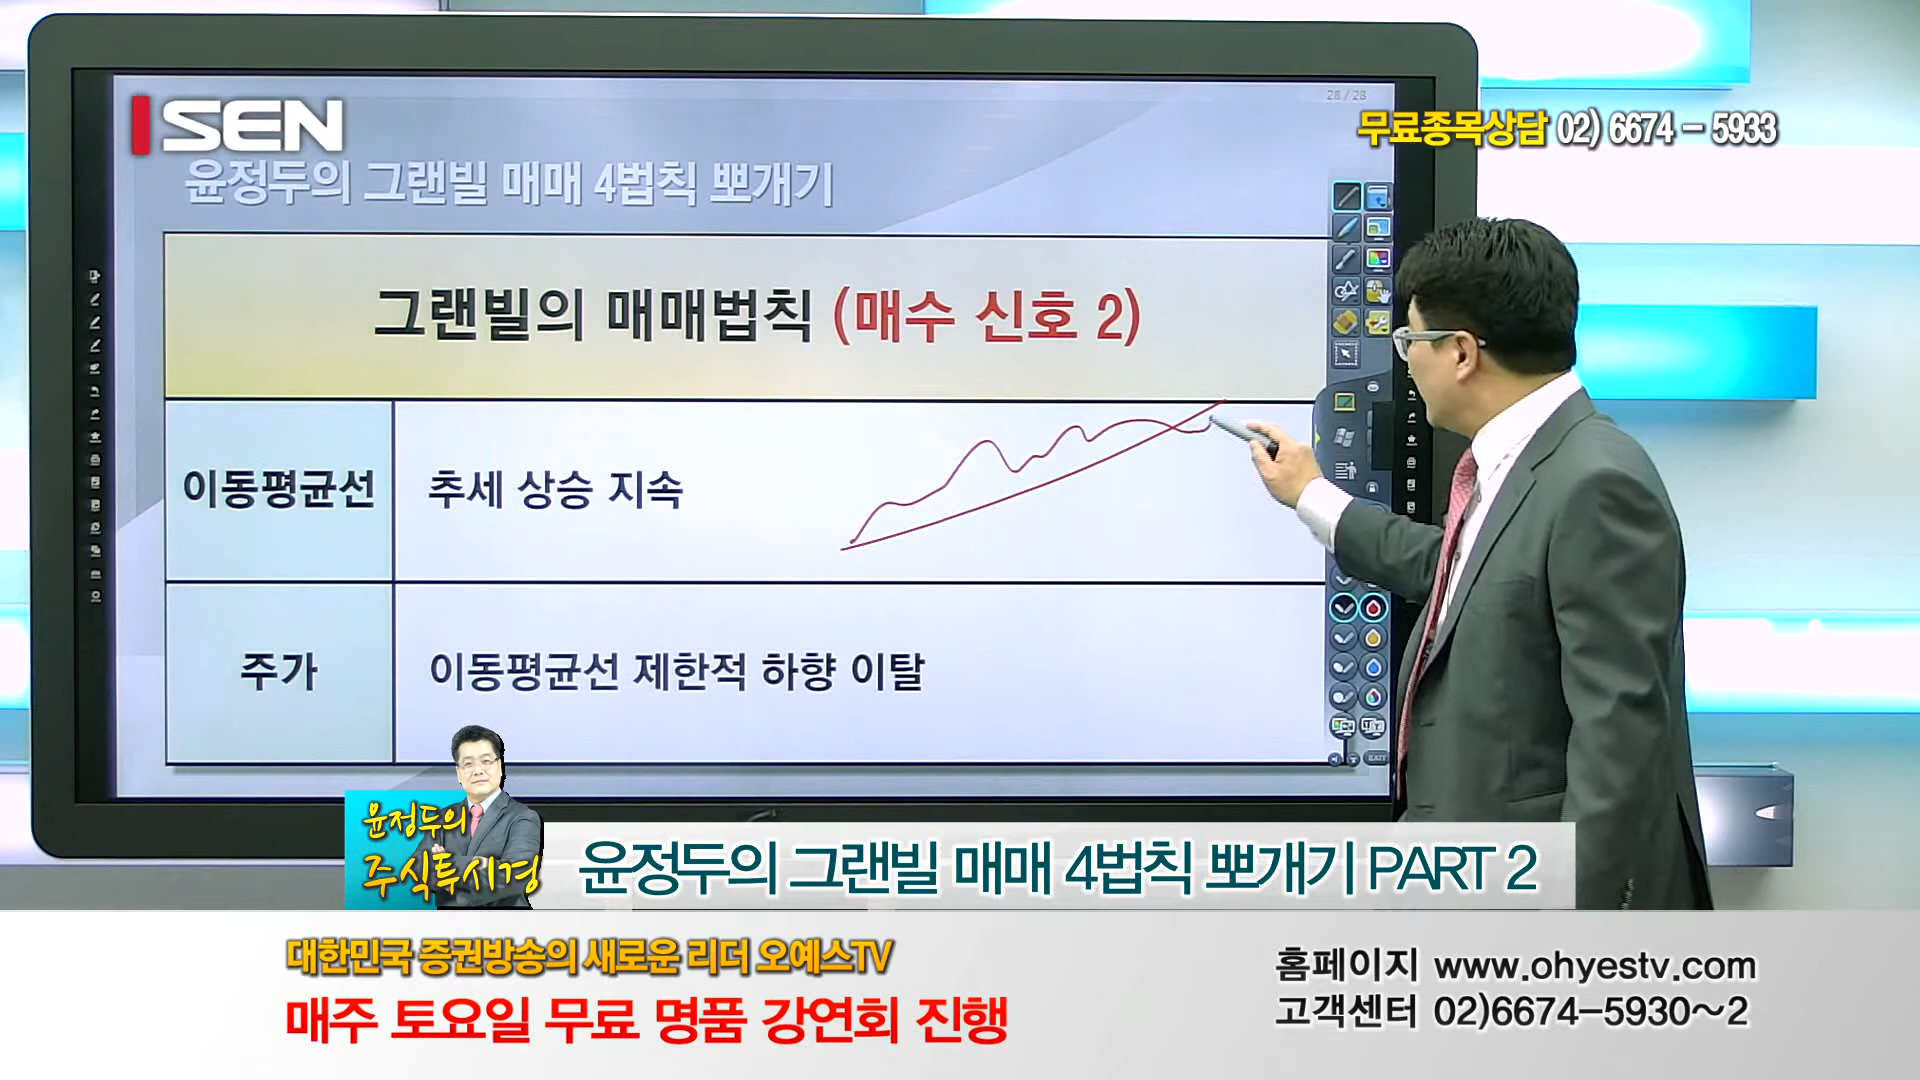 SEN
28 / 28
무료종목상담 02) 6674 - 5933
윤정두의 그랜빌 매매 4법칙 뽀개기
그랜빌의 매매법칙 (매수 신호 2)
이동평균선
추세 상승 지속
주가
이동평균선 제한적 하향 이탈
윤정두의
주식투시경
윤정두의 그랜빌 매매 4법칙 뽀개기 PART 2
대한민국 증권방송의 새로운 리더 오예스TV
매주 토요일 무료 명품 강연회 진행
홈페이지 www.ohyestv.com
고객센터 02)6674-5930~2